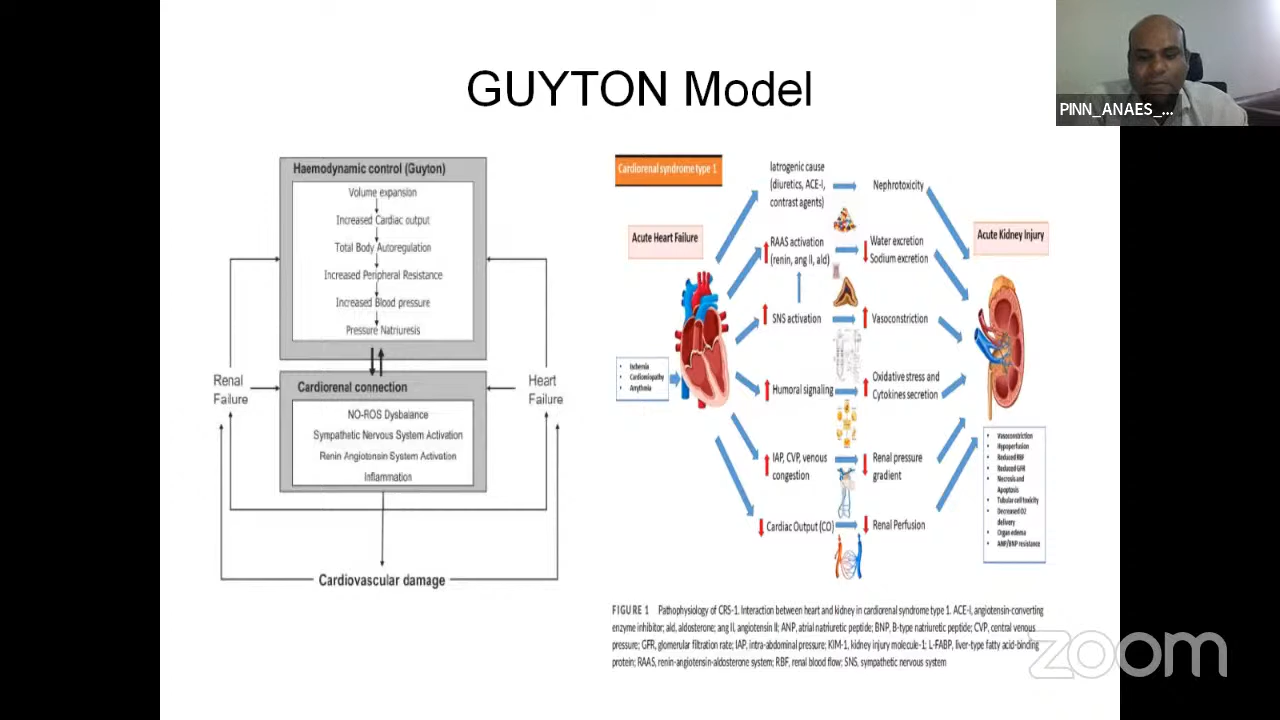 GUYTON Model
PINN_ANAES_...
Haemodynamic control (Guyton)
Volume expansion
Increased Cardiac output
Total Body Autoregulation
Increased Peripheral Resistance
Increased Blood pressure
Pressure Natriuresis
Renal
Failure
Heart
Failure
Cardiorenal connection
NO-ROS Dysbalance
Sympathetic Nervous System Activation
Renin Angiotensin System Activation
Inflammation
Cardiovascular damage
Cardiorenal syndrome type 1
Acute Heart Failure
Iatrogenic cause
(diuretics, ACE-I,
contrast agents)
Nephrotoxicity
Acute Kidney Injury
RAAS activation
(renin, ang II, ald)
Water excretion
Sodium excretion
SNS activation
Vasoconstriction
• Ischemia
• Cardiomiopathy
• Arrythmia
Humoral signaling
Oxidative stress and
Cytokines secretion
IAP, CVP, venous
congestion
Renal pressure
gradient
Cardiac Output (CO)
Renal Perfusion
• Vasoconstriction
• Hypoperfusion
• Reduced RBF
• Reduced GFR
• Necrosis and
Apoptosis
• Tubular cell toxicity
• Decreased O2
delivery
• Organ edema
• ANP/BNP resistance
FIGURE 1 Pathophysiology of CRS-1. Interaction between heart and kidney in cardiorenal syndrome type 1. ACE-I, angiotensin-converting
enzyme inhibitor; ald, aldosterone; ang II, angiotensin II; ANP, atrial natriuretic peptide; BNP, B-type natriuretic peptide; CVP, central venous
pressure; GFR, glomerular filtration rate; IAP, intra-abdominal pressure; KIM-1, kidney injury molecule-1; L-FABP, liver-type fatty acid-binding
protein; RAAS, renin-angiotensin-aldosterone system; RBF, renal blood flow; SNS, sympathetic nervous system
zoom